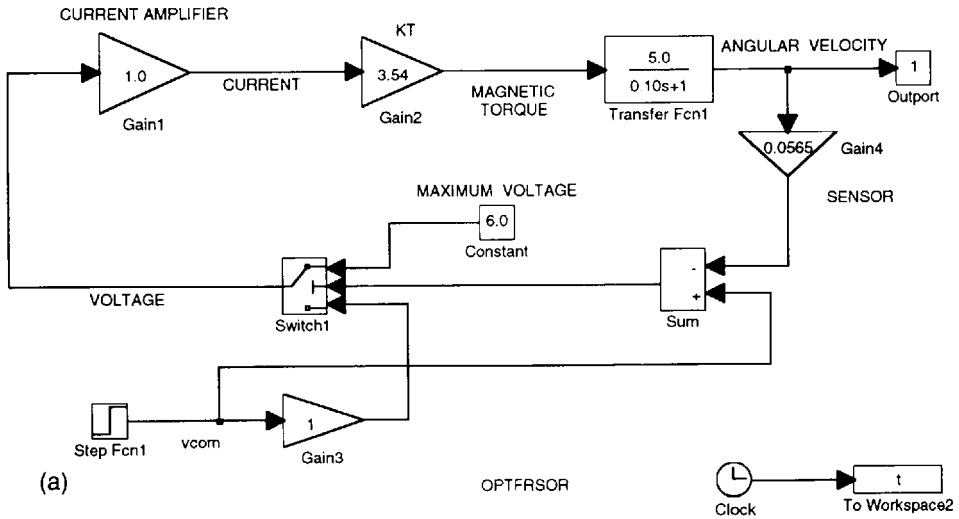 CURRENT AMPLIFIER
1.0
Gain1
CURRENT
KT
3.54
Gain2
MAGNETIC
TORQUE
5.0
0.10s+1
Transfer Fcn1
ANGULAR VELOCITY
1
Outport
0.0565
Gain4
SENSOR
MAXIMUM VOLTAGE
6.0
Constant
VOLTAGE
Switch1
-
+
Sum
Step Fcn1
vcom
1
Gain3
(a)
OPTFRSOR
Clock
t
To Workspace2